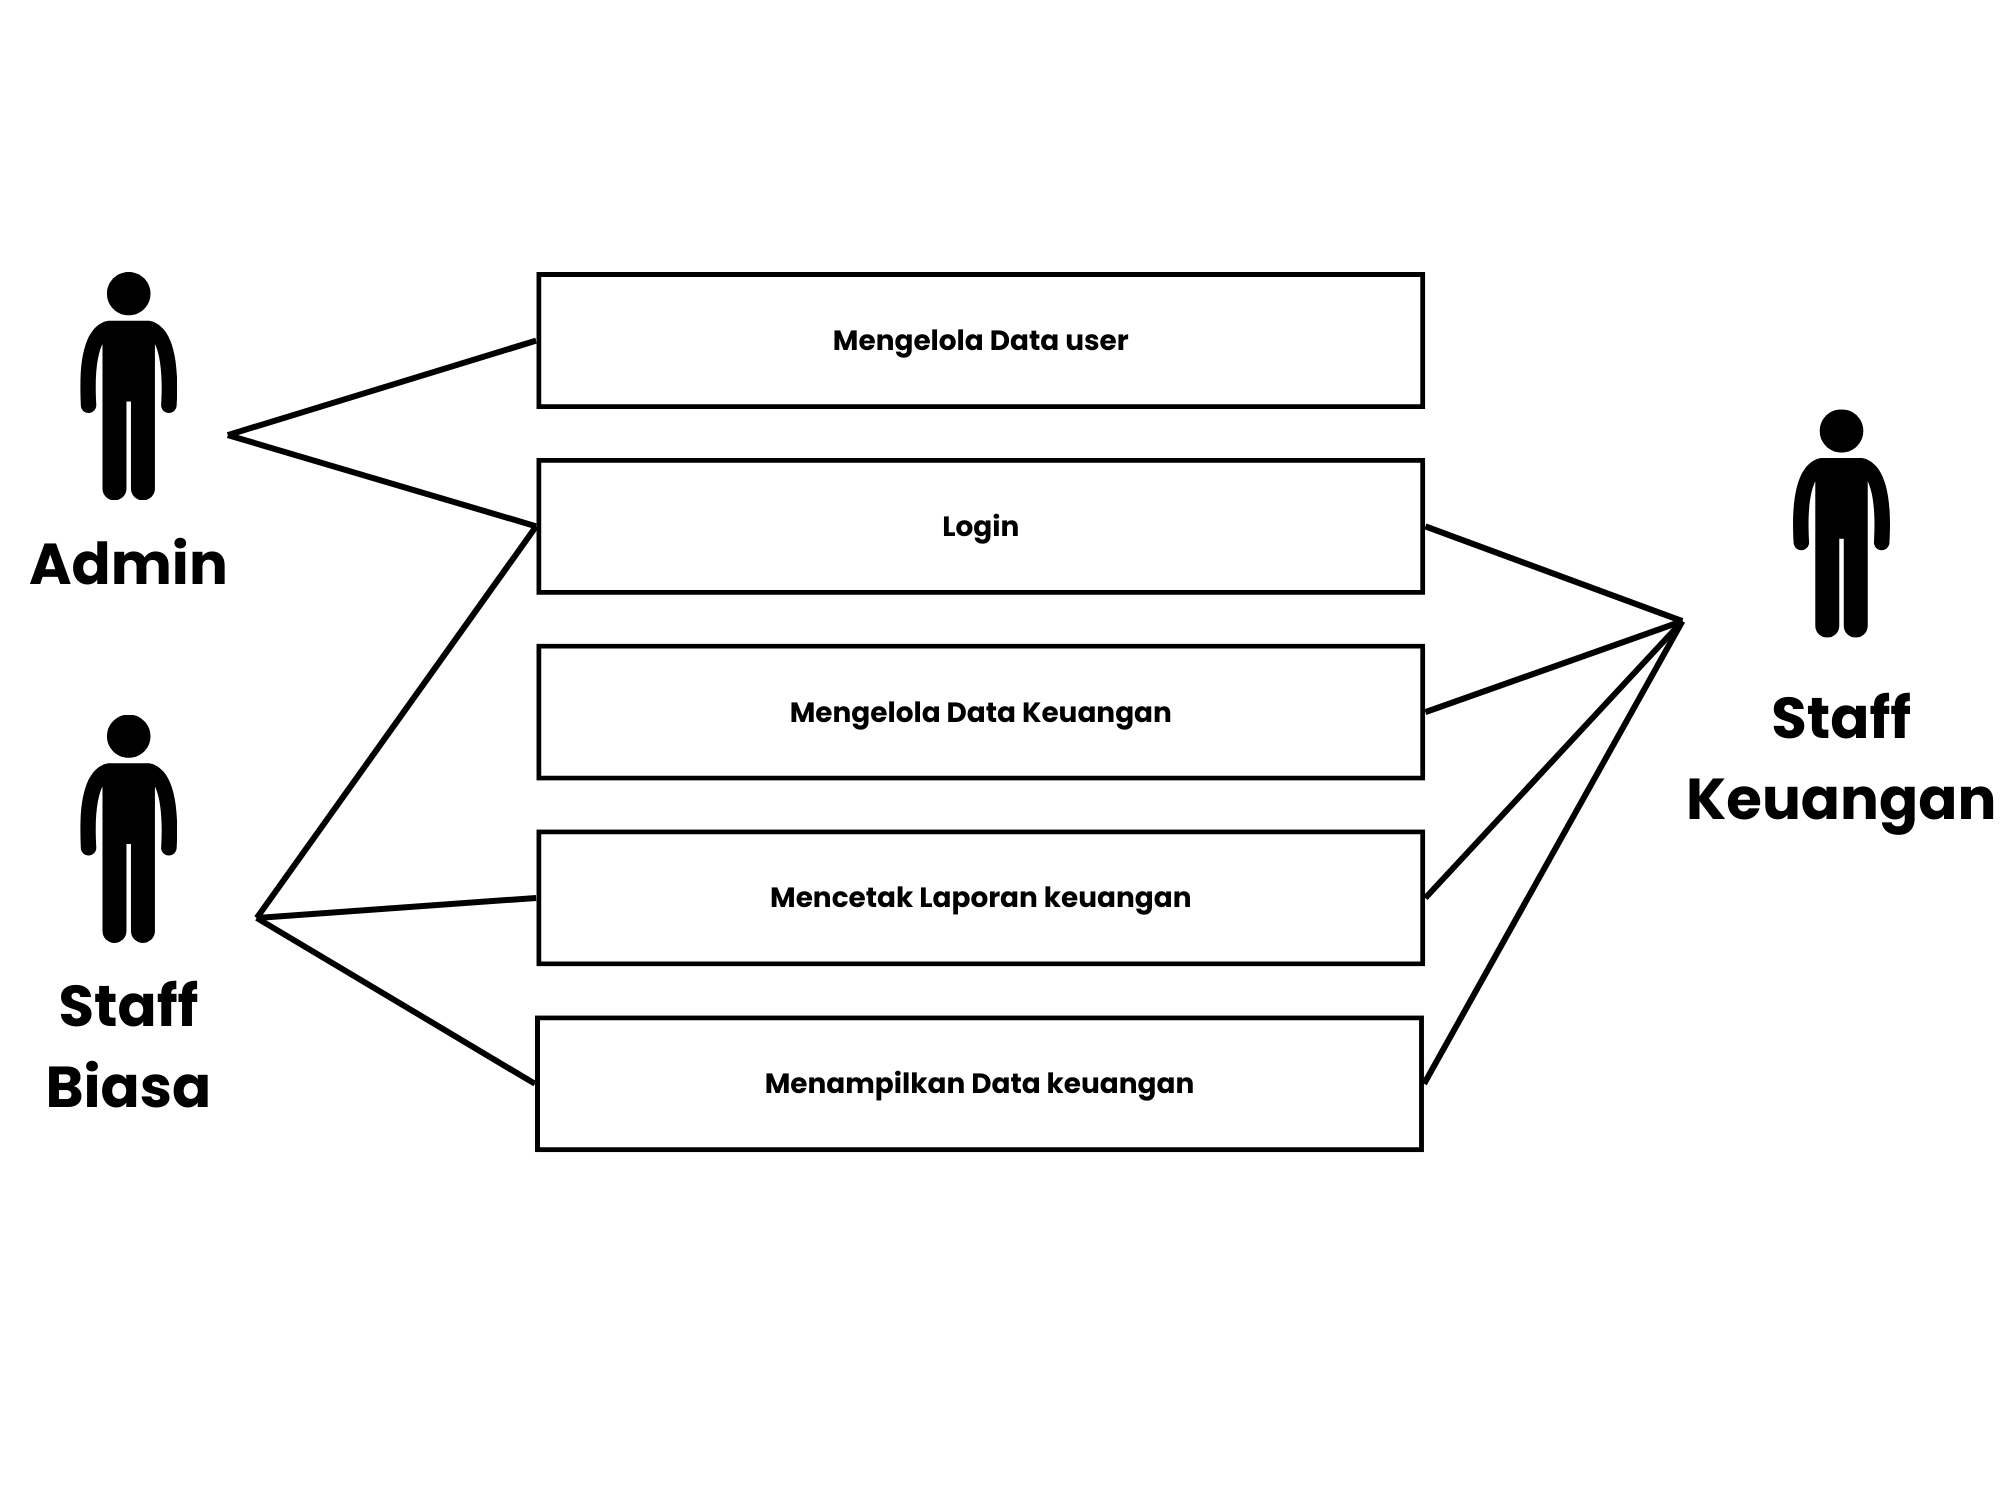 Mengelola Data user
Login
Admin
Mengelola Data Keuangan
Staff
Keuangan
Mencetak Laporan keuangan
Staff
Biasa
Menampilkan Data keuangan